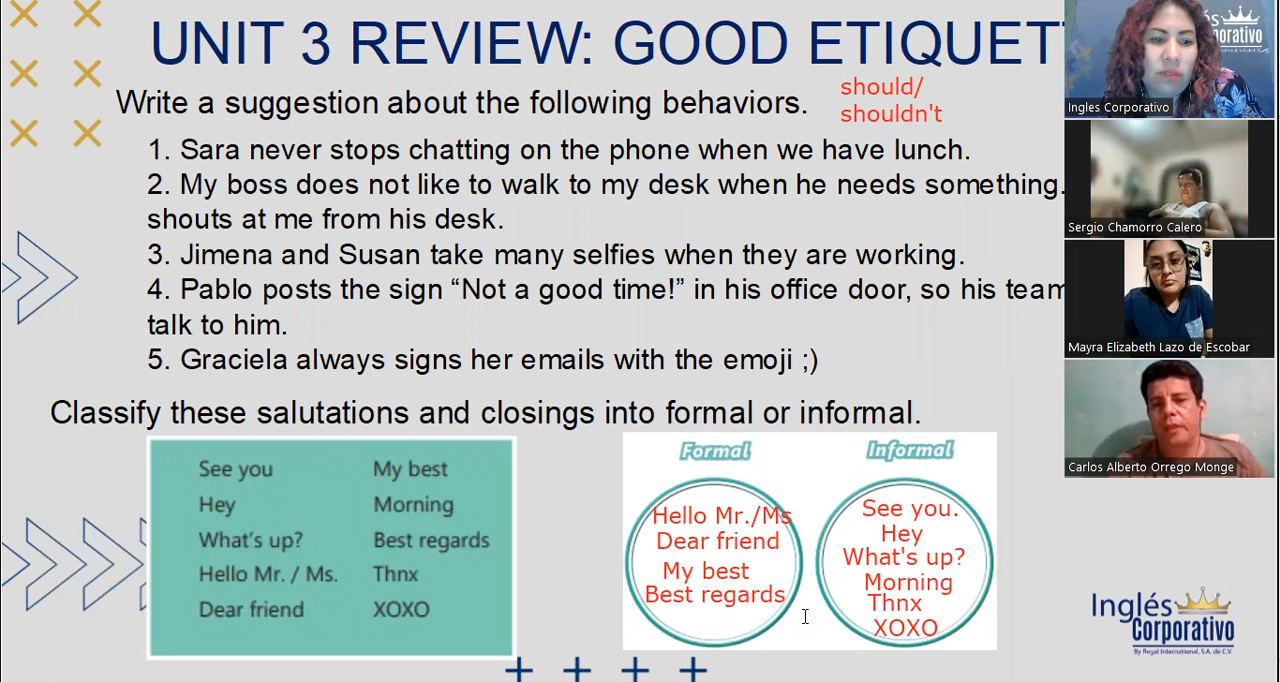 UNIT 3 REVIEW: GOOD ETIQUET
Write a suggestion about the following behaviors.
should/
shouldn't
1. Sara never stops chatting on the phone when we have lunch.
2. My boss does not like to walk to my desk when he needs something.
shouts at me from his desk.
3. Jimena and Susan take many selfies when they are working.
4. Pablo posts the sign “Not a good time!” in his office door, so his team
talk to him.
5. Graciela always signs her emails with the emoji ;)
Classify these salutations and closings into formal or informal.
See you My best
Hey Morning
What's up? Best regards
Hello Mr. / Ms. Thnx
Dear friend XOXO
Formal
Hello Mr./Ms
Dear friend
My best
Best regards
Informal
See you.
Hey
What's up?
Morning
Thnx
XOXO
Ingles Corporativo
Sergio Chamorro Calero
Mayra Elizabeth Lazo de Escobar
Carlos Alberto Orrego Monge
Inglés
Corporativo
By Regal International, S.A. de C.V.